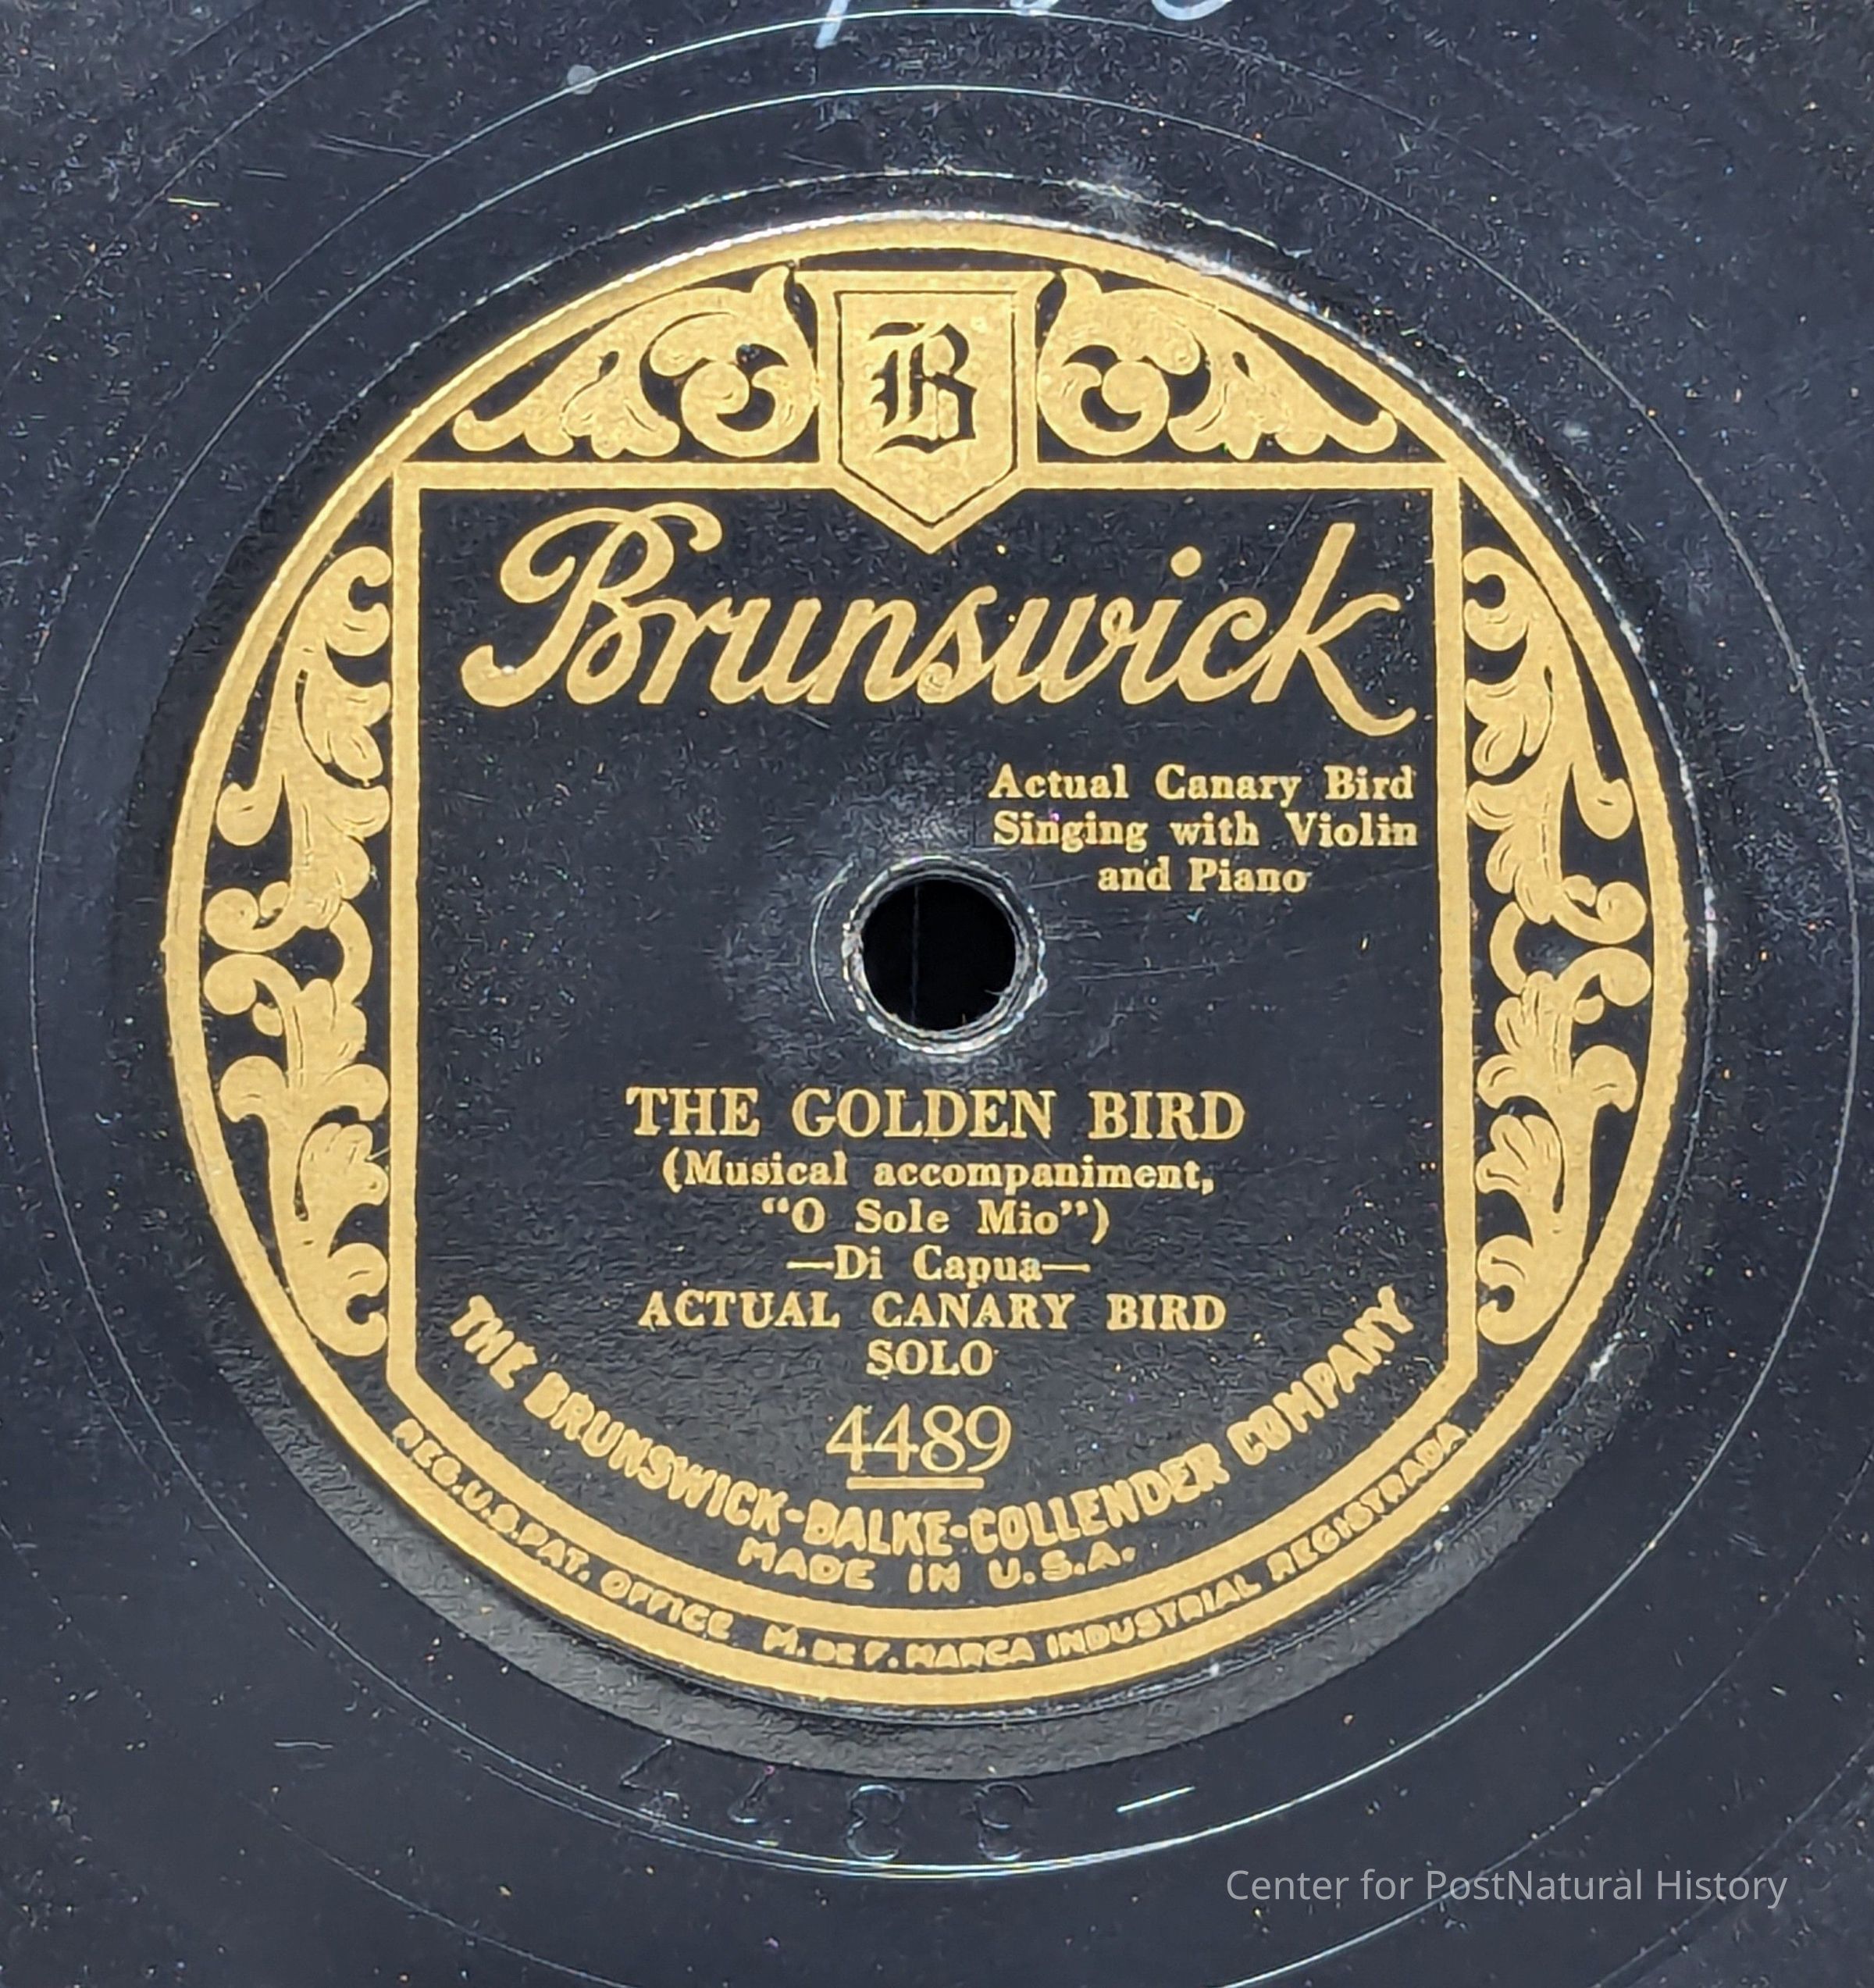 B
Brunswick
Actual Canary Bird
Singing with Violin
and Piano
THE GOLDEN BIRD
(Musical accompaniment,
“O Sole Mio”)
—Di Capua—
ACTUAL CANARY BIRD
SOLO
4489
THE BRUNSWICK-BALKE-COLLENDER COMPANY
MADE IN U.S.A.
REG.U.S.PAT. OFFICE M. DE F. MARCA INDUSTRIAL REGISTRADA
Center for PostNatural History